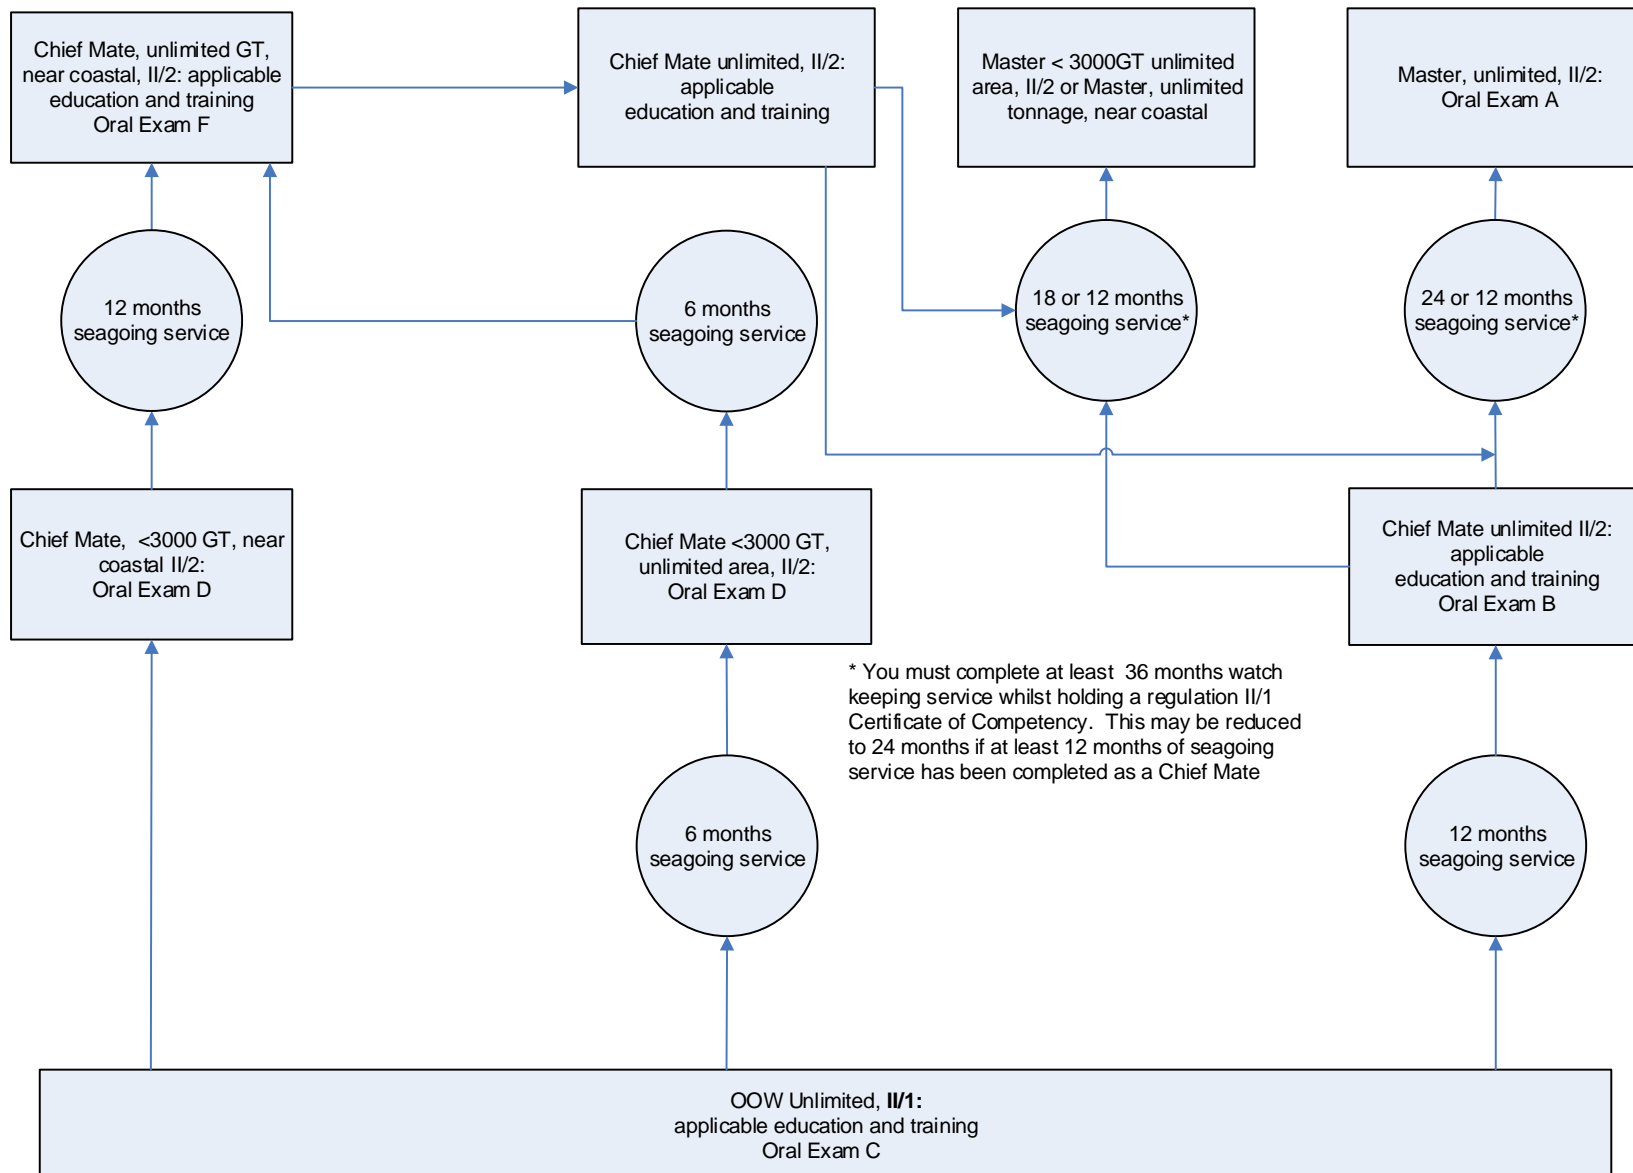 Chief Mate, unlimited GT,
near coastal, II/2: applicable
education and training
Oral Exam F
Chief Mate unlimited, II/2:
applicable
education and training
Master < 3000GT unlimited
area, II/2 or Master, unlimited
tonnage, near coastal
Master, unlimited, II/2:
Oral Exam A
12 months
seagoing service
6 months
seagoing service
18 or 12 months
seagoing service*
24 or 12 months
seagoing service*
Chief Mate,  <3000 GT, near
coastal II/2:
Oral Exam D
Chief Mate <3000 GT,
unlimited area, II/2:
Oral Exam D
Chief Mate unlimited II/2:
applicable
education and training
Oral Exam B
* You must complete at least  36 months watch
keeping service whilst holding a regulation II/1
Certificate of Competency.  This may be reduced
to 24 months if at least 12 months of seagoing
service has been completed as a Chief Mate
6 months
seagoing service
12 months
seagoing service
OOW Unlimited, II/1:
applicable education and training
Oral Exam C